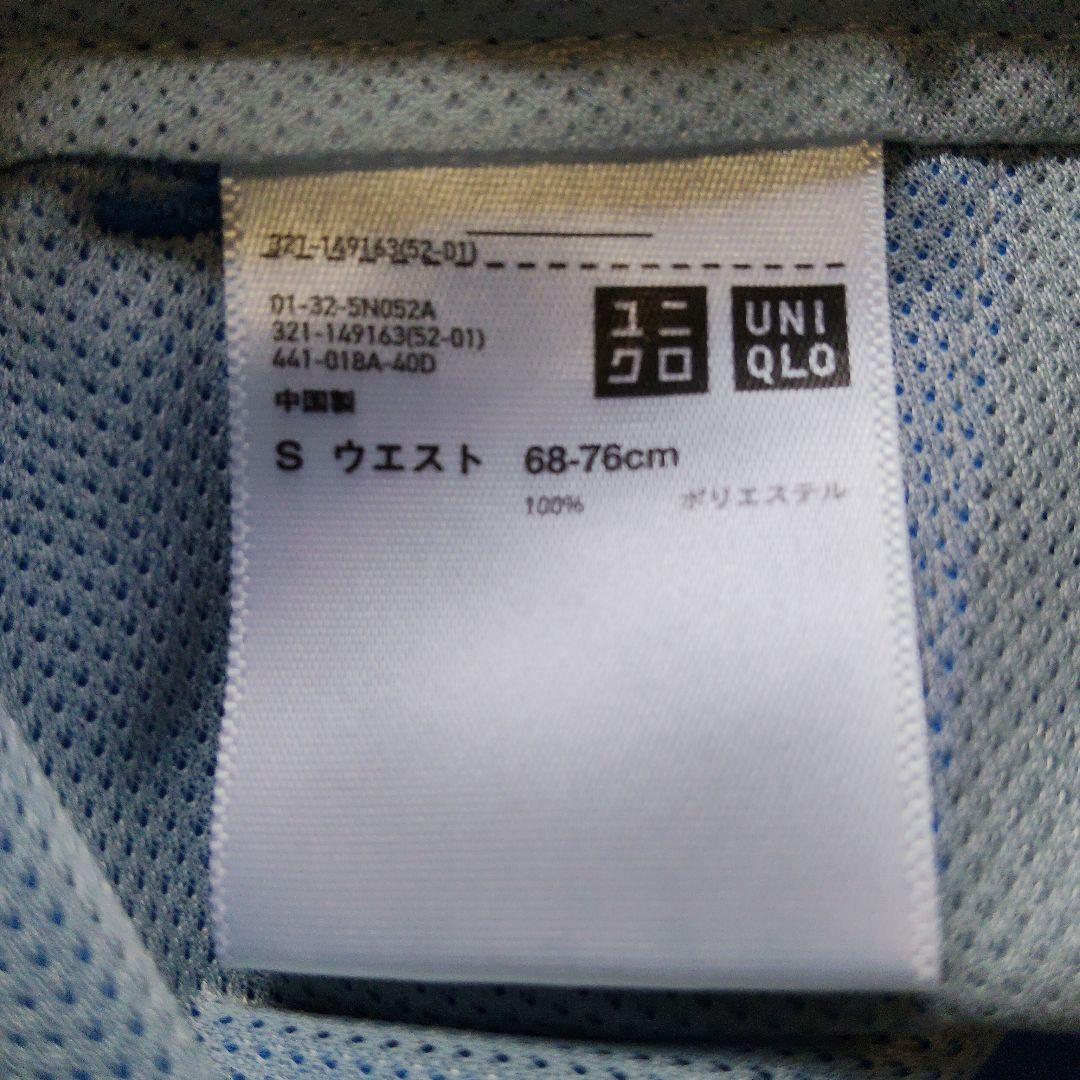 321-149163(52-01)
01-32-5N052A
321-149163(52-01)
441-018A-40D
中国製
ユニ
クロ
UNI
QLO
S ウエスト 68-76cm
100% ポリエステル